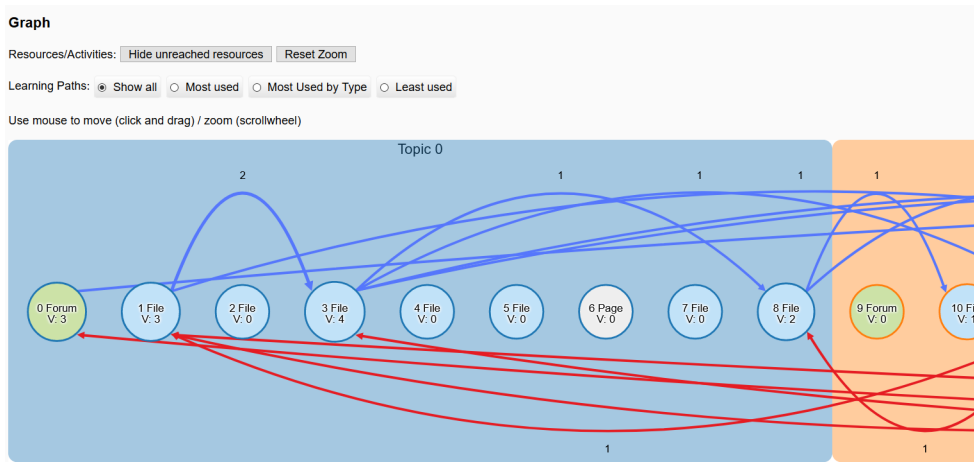 Graph
Resources/Activities: Hide unreached resources Reset Zoom
Learning Paths: Show all Most used Most Used by Type Least used
Use mouse to move (click and drag) / zoom (scrollwheel)
Topic 0
2 1 1 1 1
0 Forum 1 File 2 File 3 File 4 File 5 File 6 Page 7 File 8 File 9 Forum 10 Fi
V: 3 V: 3 V: 0 V: 4 V: 0 V: 0 V: 0 V: 0 V: 2 V: 0 V: 1
1 1